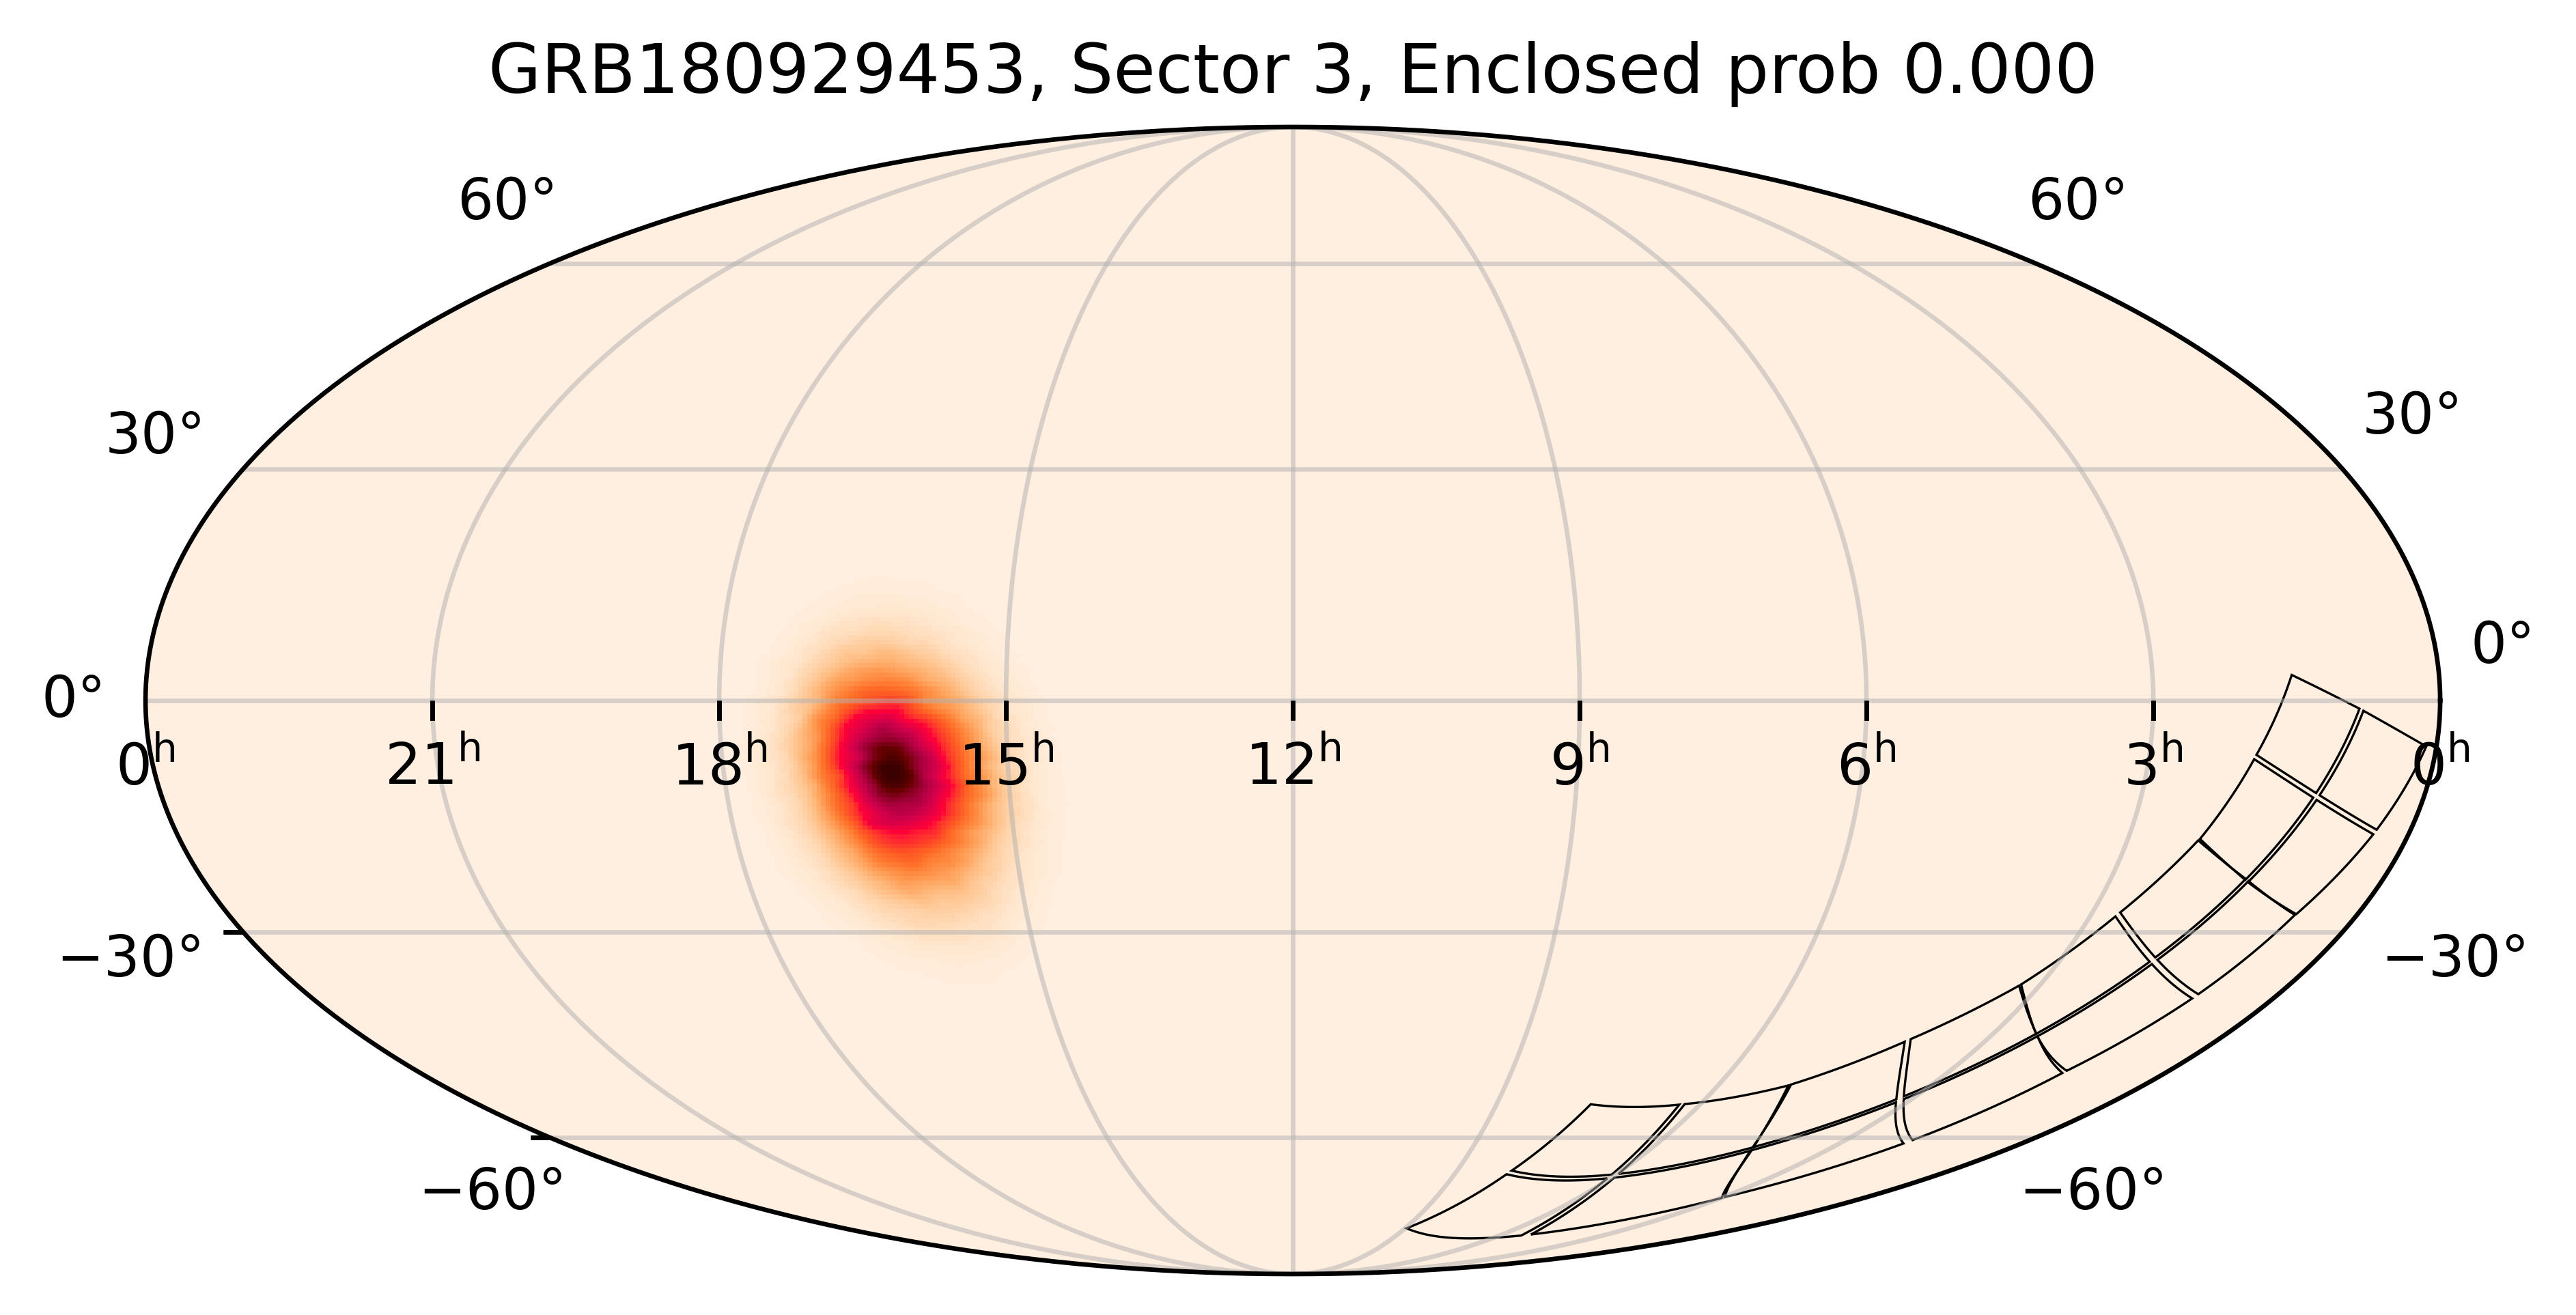 GRB180929453, Sector 3, Enclosed prob 0.000
60° 60°
30° 30°
0° 0°
0h 21h 18h 15h 12h 9h 6h 3h 0h
−30° −30°
−60° −60°